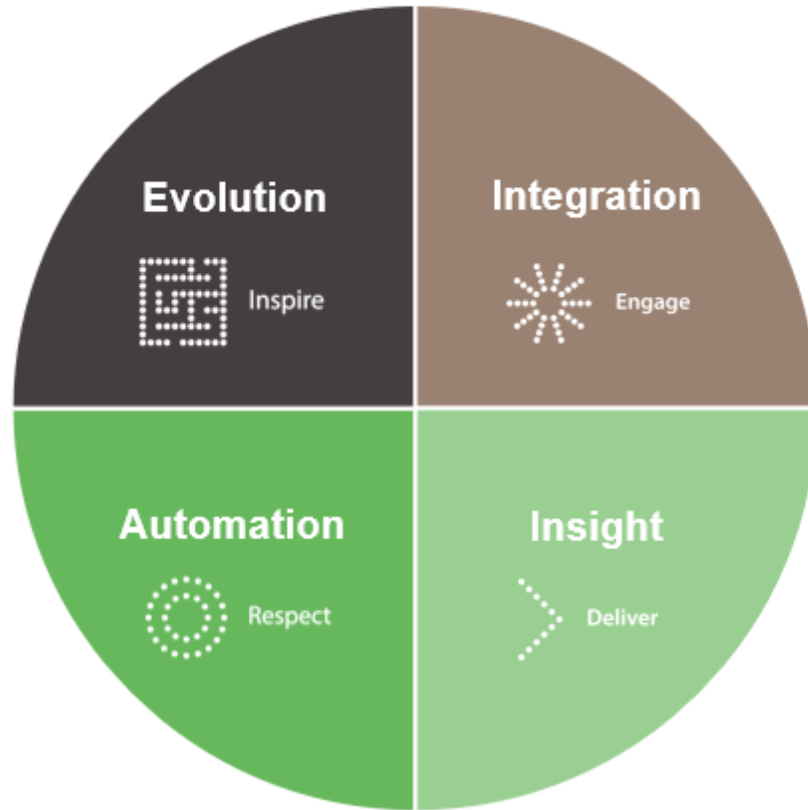 Evolution
Inspire
Integration
Engage
Automation
Respect
Insight
Deliver